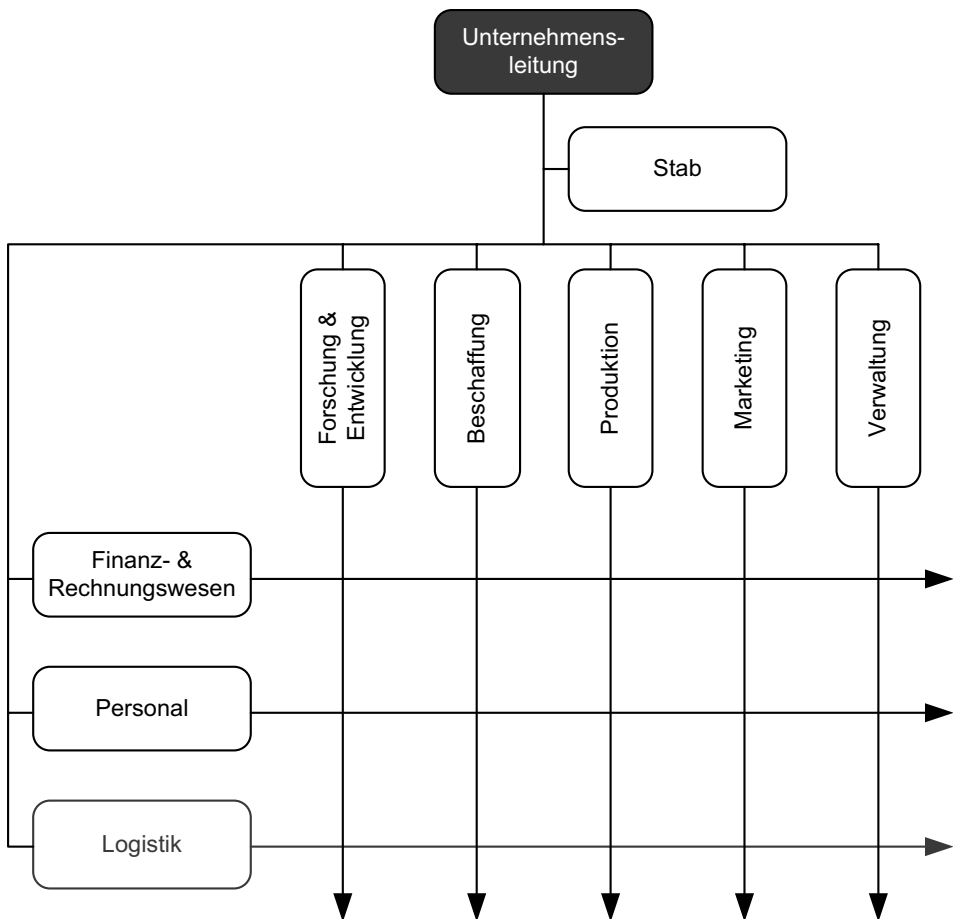 Unternehmens-
leitung
Stab
Forschung &
Entwicklung
Beschaffung
Produktion
Marketing
Verwaltung
Finanz- &
Rechnungswesen
Personal
Logistik